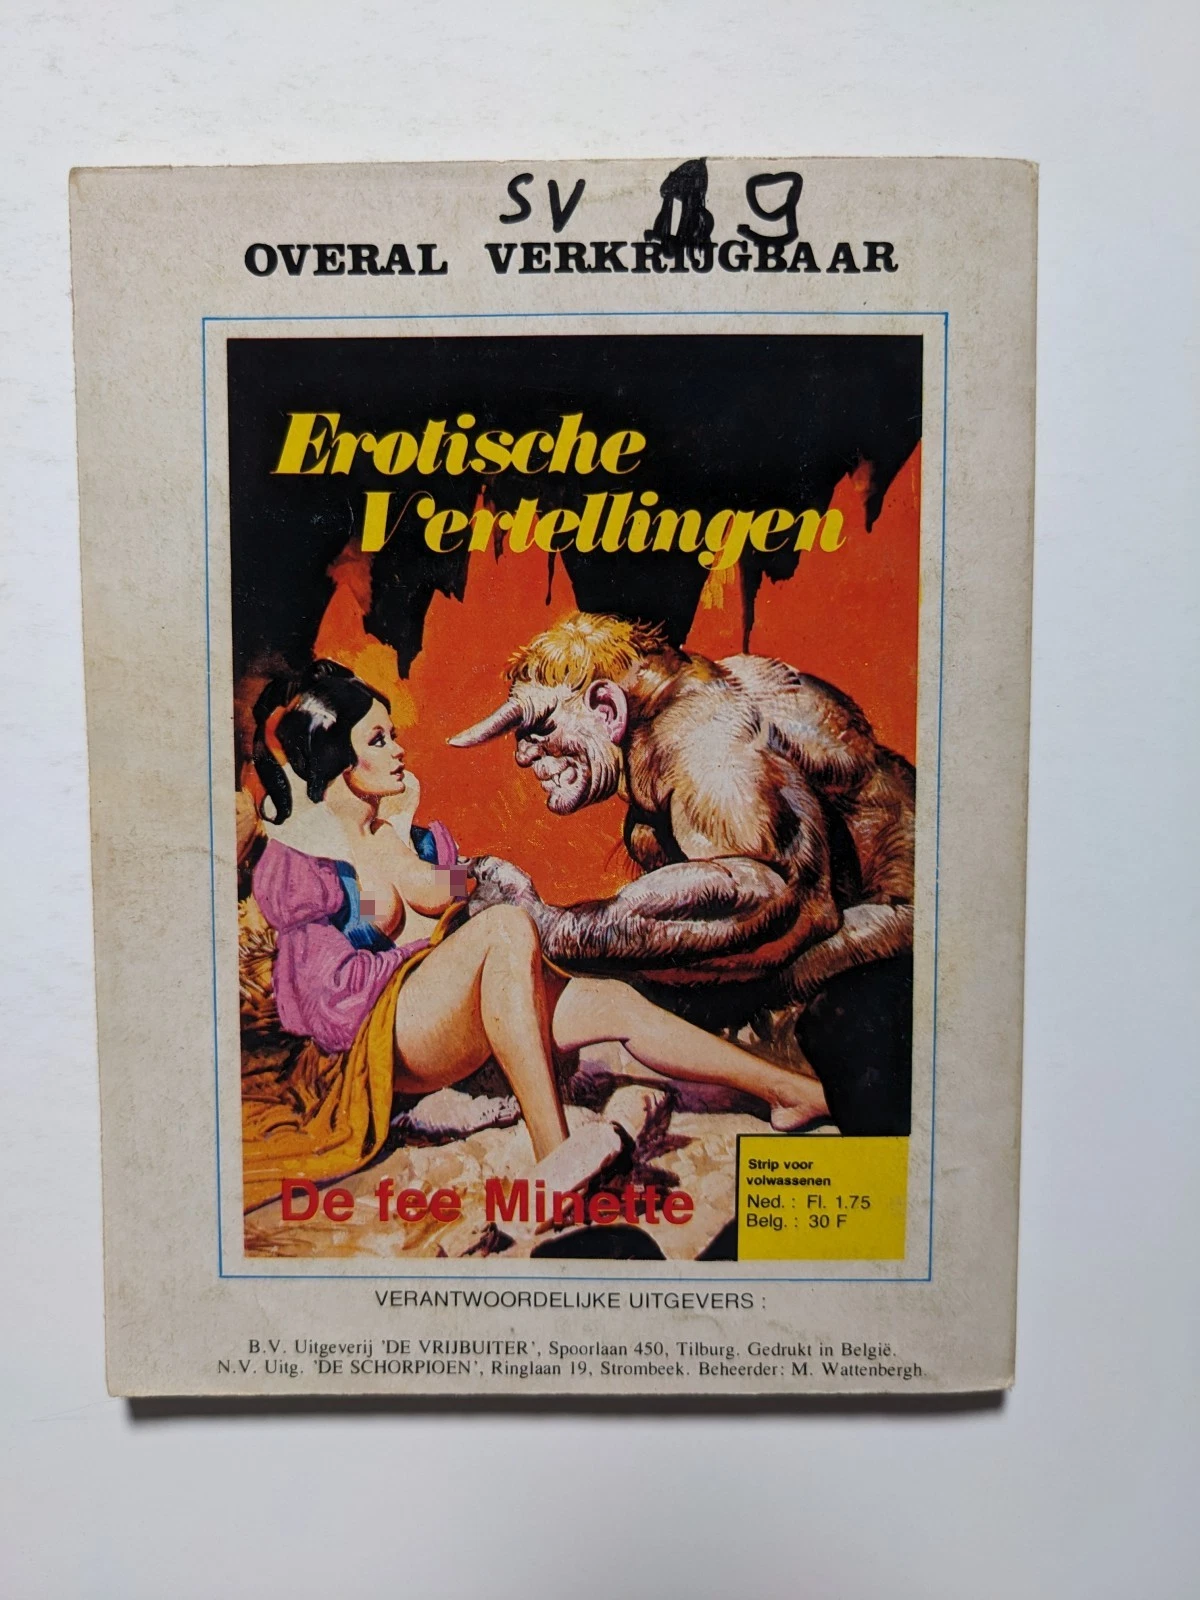 SV 9
OVERAL VERKRIJGBAAR
Erotische
Vertellingen
De fee Minette
Strip voor
volwassenen
Ned. : Fl. 1.75
Belg. : 30 F
VERANTWOORDELIJKE UITGEVERS :
B.V. Uitgeverij 'DE VRIJBUITER', Spoorlaan 450, Tilburg. Gedrukt in België.
N.V. Uitg. 'DE SCHORPIOEN', Ringlaan 19, Strombeek. Beheerder: M. Wattenbergh.